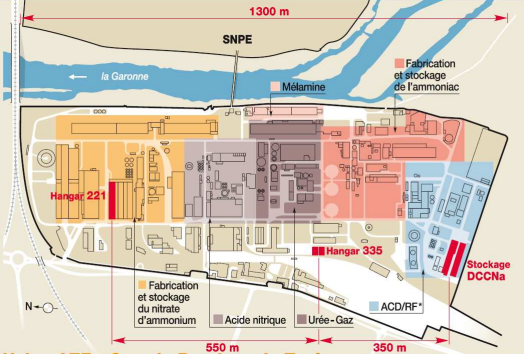 1300 m
SNPE
la Garonne
Mélamine
Fabrication
et stockage
de l'ammoniac
Hangar 221
Hangar 335
Stockage
DCCNa
N
Fabrication
et stockage
du nitrate
d'ammonium
Acide nitrique
Urée-Gaz
ACD/RF*
550 m
350 m